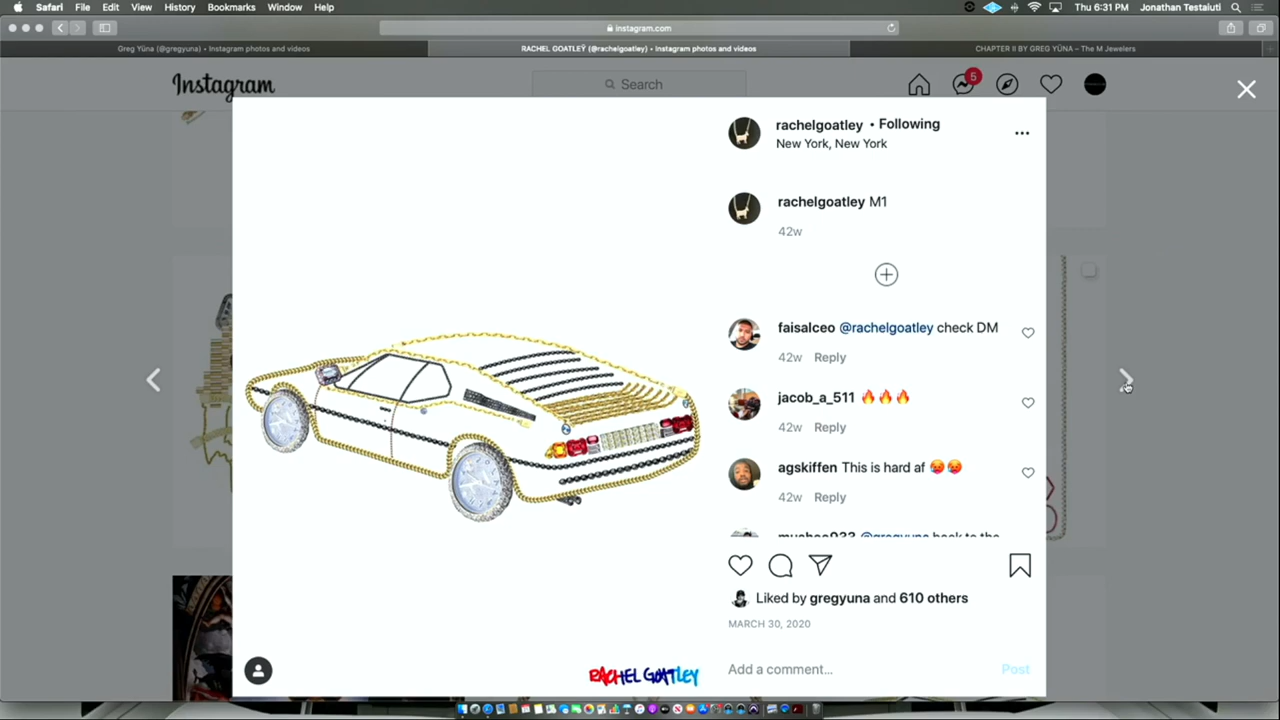 Safari File Edit View History Bookmarks Window Help
Thu 6:31 PM Jonathan Testaiuti
instagram.com
Greg Yüna (@gregyuna) • Instagram photos and videos
RACHEL GOATLEY (@rachelgoatley) • Instagram photos and videos
CHAPTER II BY GREG YÜNA – The M Jewelers
Instagram
Search
5
rachelgoatley • Following
New York, New York
rachelgoatley M1
42w
faisalceo @rachelgoatley check DM
42w Reply
jacob_a_511 🔥🔥🔥
42w Reply
agskiffen This is hard af 🥵🥵
42w Reply
Liked by gregyuna and 610 others
MARCH 30, 2020
Add a comment... Post
RACHEL GOATLEY